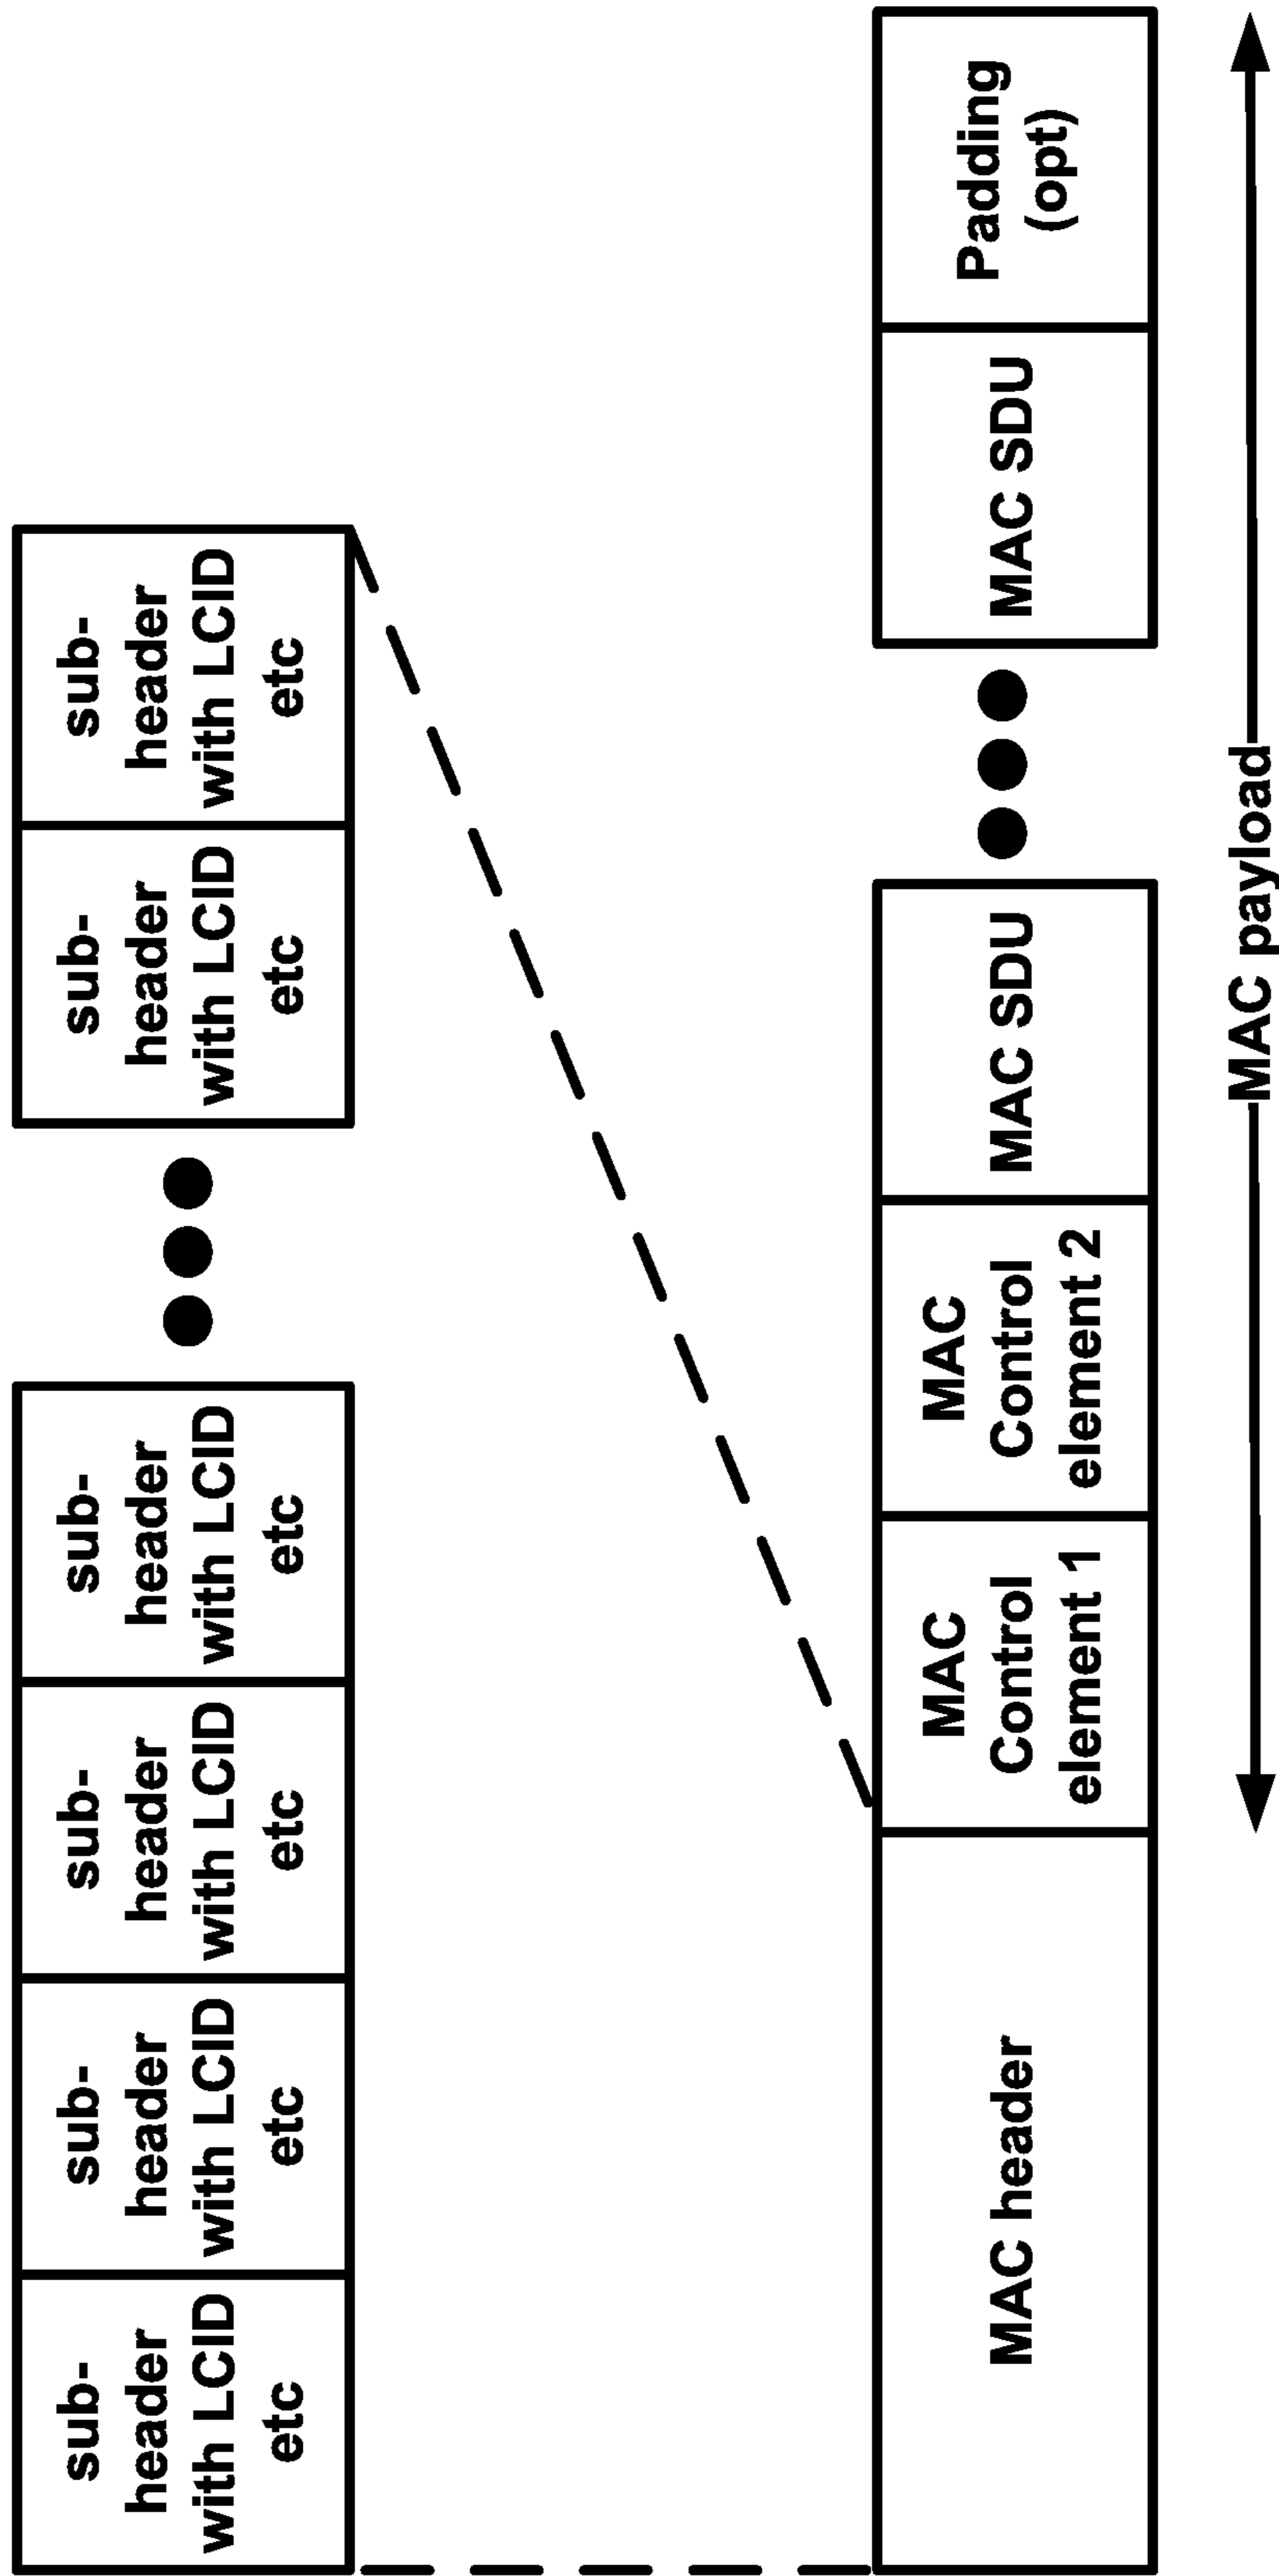 sub-
header
with LCID
etc
sub-
header
with LCID
etc
sub-
header
with LCID
etc
sub-
header
with LCID
etc
sub-
header
with LCID
etc
sub-
header
with LCID
etc
MAC header
MAC
Control
element 1
MAC
Control
element 2
MAC SDU
MAC SDU
Padding
(opt)
MAC payload